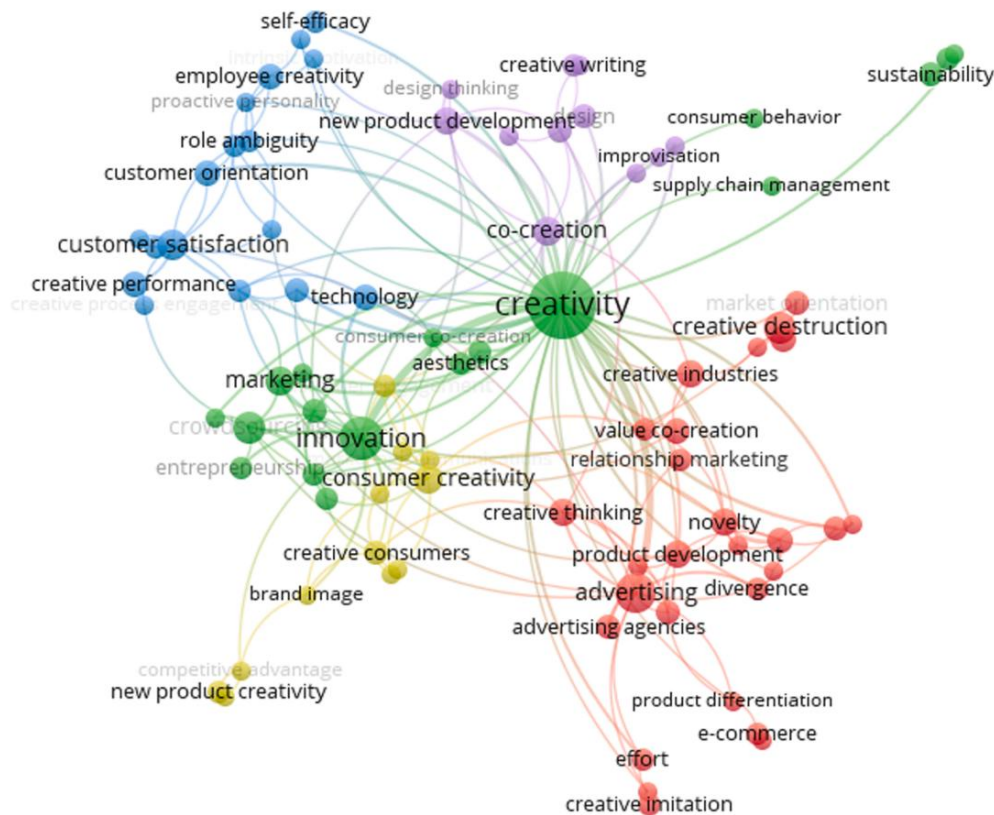 self-efficacy
intrinsic motivation
employee creativity
creative writing
sustainability
design thinking
proactive personality
new product development
design
consumer behavior
role ambiguity
improvisation
customer orientation
supply chain management
co-creation
customer satisfaction
creative performance
technology
creative process engagement
creativity
market orientation
creative destruction
consumer co-creation
aesthetics
creative industries
marketing
crowdsourcing
innovation
value co-creation
relationship marketing
entrepreneurship
consumer creativity
creative thinking
novelty
creative consumers
product development
brand image
advertising
divergence
advertising agencies
competitive advantage
new product creativity
product differentiation
e-commerce
effort
creative imitation